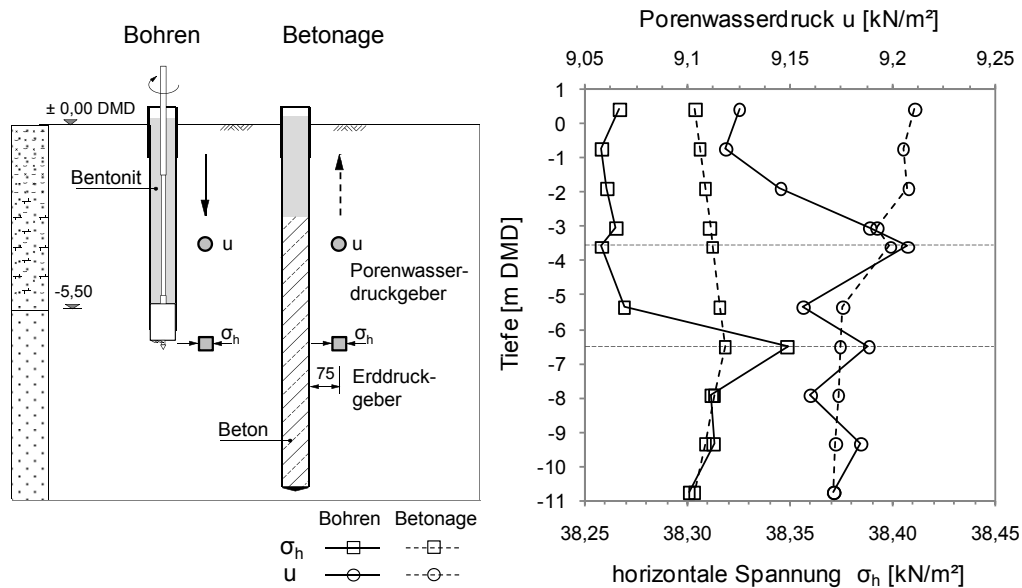 Bohren
Betonage
± 0,00 DMD
Bentonit
u
u
Porenwasser-
druckgeber
-5,50
σh
σh
75
Erddruck-
geber
Beton
Bohren Betonage
σh
u
Porenwasserdruck u [kN/m²]
9,05 9,1 9,15 9,2 9,25
Tiefe [m DMD]
1
0
-1
-2
-3
-4
-5
-6
-7
-8
-9
-10
-11
38,25 38,30 38,35 38,40 38,45
horizontale Spannung σh [kN/m²]